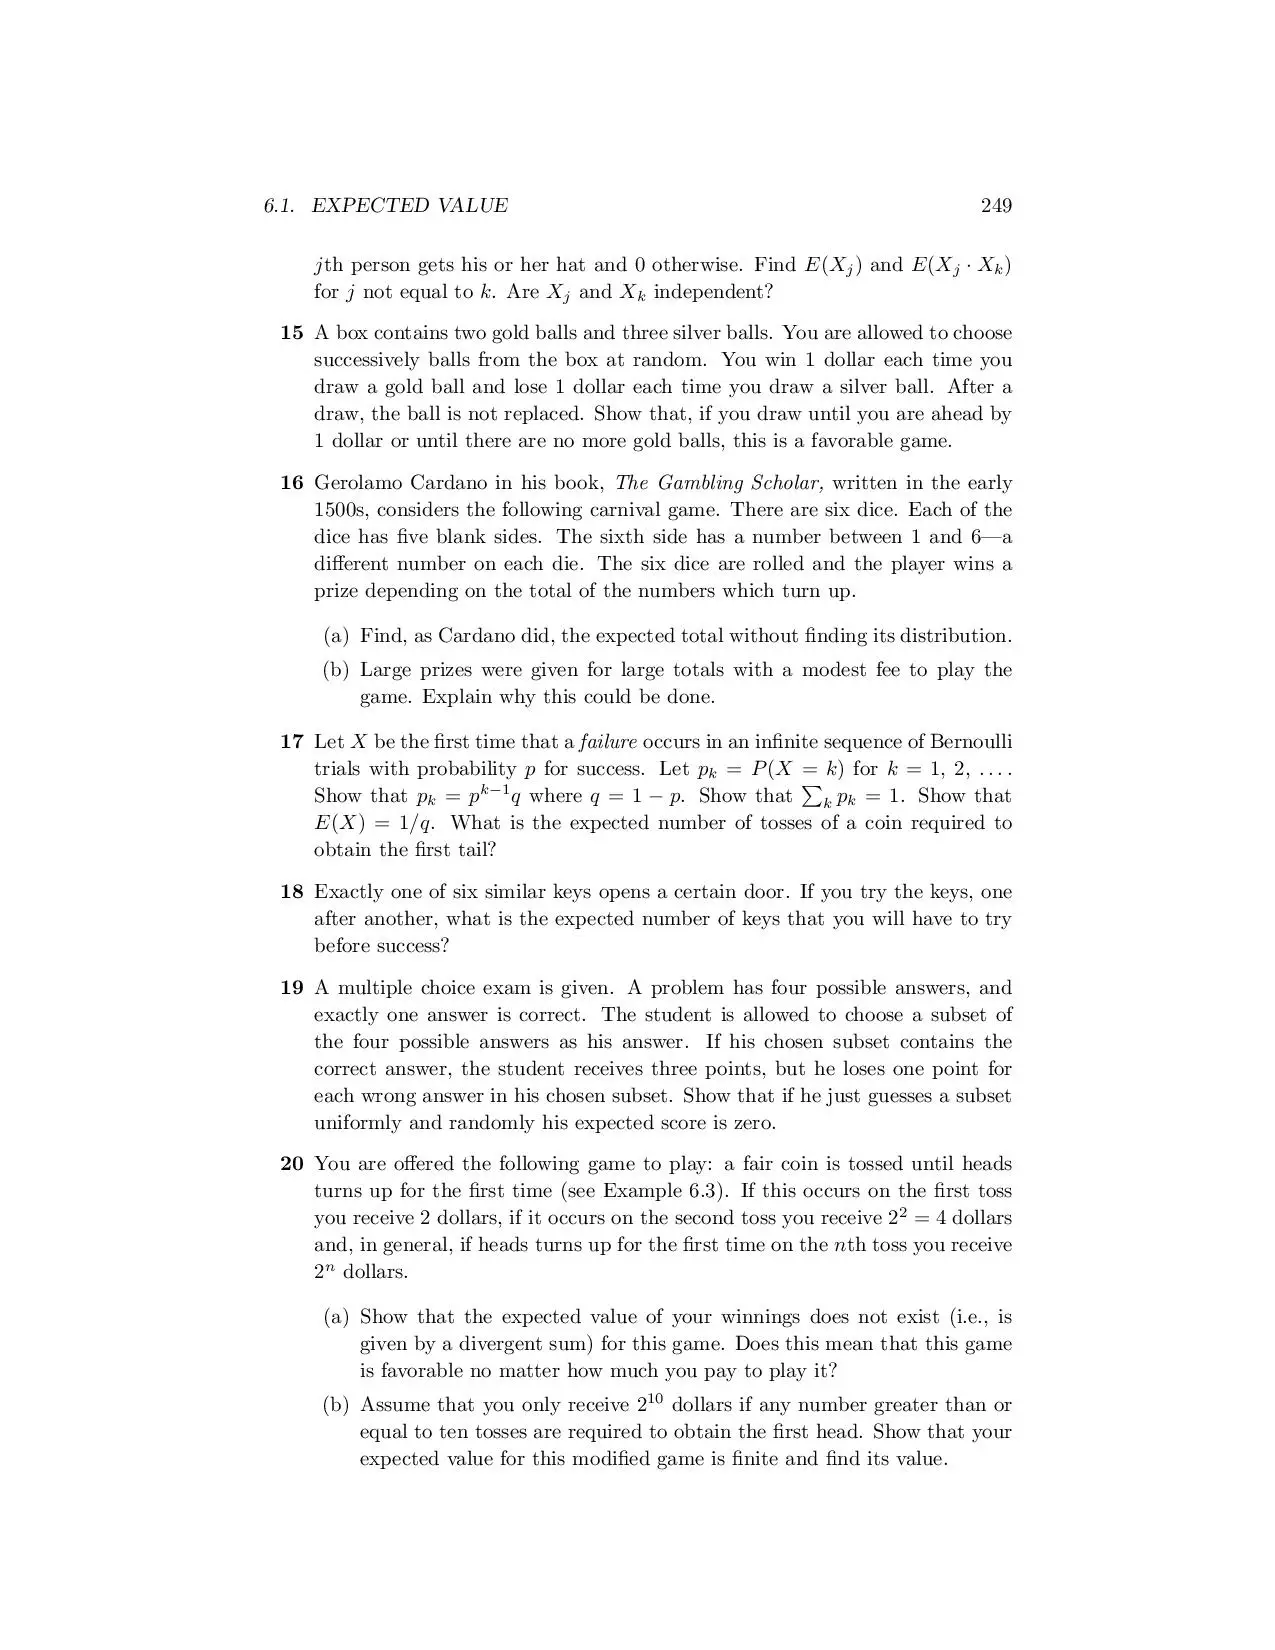 6.1. EXPECTED VALUE 249
jth person gets his or her hat and 0 otherwise. Find E(Xⱼ) and E(Xⱼ · Xₖ)
for j not equal to k. Are Xⱼ and Xₖ independent?
15 A box contains two gold balls and three silver balls. You are allowed to choose
successively balls from the box at random. You win 1 dollar each time you
draw a gold ball and lose 1 dollar each time you draw a silver ball. After a
draw, the ball is not replaced. Show that, if you draw until you are ahead by
1 dollar or until there are no more gold balls, this is a favorable game.
16 Gerolamo Cardano in his book, The Gambling Scholar, written in the early
1500s, considers the following carnival game. There are six dice. Each of the
dice has five blank sides. The sixth side has a number between 1 and 6—a
different number on each die. The six dice are rolled and the player wins a
prize depending on the total of the numbers which turn up.
(a) Find, as Cardano did, the expected total without finding its distribution.
(b) Large prizes were given for large totals with a modest fee to play the
game. Explain why this could be done.
17 Let X be the first time that a failure occurs in an infinite sequence of Bernoulli
trials with probability p for success. Let pₖ = P(X = k) for k = 1, 2, . . . .
Show that pₖ = pᵏ⁻¹q where q = 1 − p. Show that ∑ₖ pₖ = 1. Show that
E(X) = 1/q. What is the expected number of tosses of a coin required to
obtain the first tail?
18 Exactly one of six similar keys opens a certain door. If you try the keys, one
after another, what is the expected number of keys that you will have to try
before success?
19 A multiple choice exam is given. A problem has four possible answers, and
exactly one answer is correct. The student is allowed to choose a subset of
the four possible answers as his answer. If his chosen subset contains the
correct answer, the student receives three points, but he loses one point for
each wrong answer in his chosen subset. Show that if he just guesses a subset
uniformly and randomly his expected score is zero.
20 You are offered the following game to play: a fair coin is tossed until heads
turns up for the first time (see Example 6.3). If this occurs on the first toss
you receive 2 dollars, if it occurs on the second toss you receive 2² = 4 dollars
and, in general, if heads turns up for the first time on the nth toss you receive
2ⁿ dollars.
(a) Show that the expected value of your winnings does not exist (i.e., is
given by a divergent sum) for this game. Does this mean that this game
is favorable no matter how much you pay to play it?
(b) Assume that you only receive 2¹⁰ dollars if any number greater than or
equal to ten tosses are required to obtain the first head. Show that your
expected value for this modified game is finite and find its value.